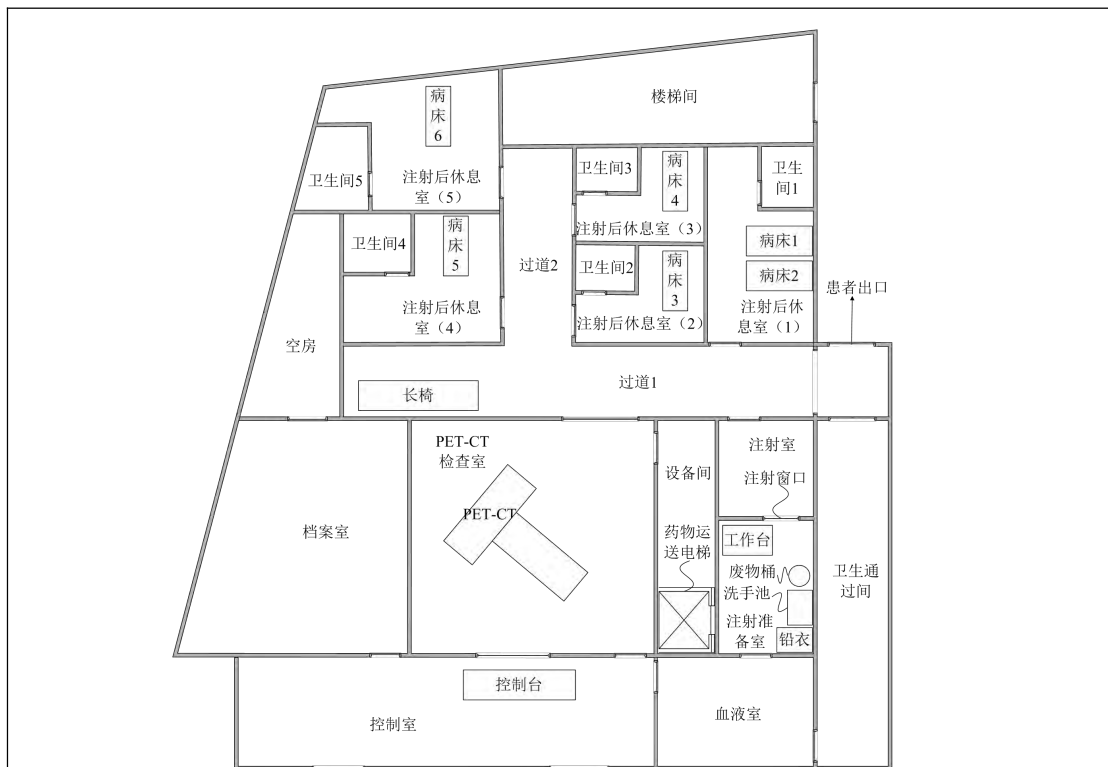 病
床
6
楼梯间
卫生间5
注射后休息
室（5）
卫生间3
病
床
4
注射后休息室（3）
卫生
间1
病床1
病床2
注射后休
息室（1）
患者出口
卫生间4
病
床
5
注射后休息
室（4）
过道2
卫生间2
病
床
3
注射后休息室（2）
空房
长椅
过道1
PET-CT
检查室
PET-CT
设备间
药物运
送电梯
注射室
注射窗口
档案室
工作台
废物桶
洗手池
注射准
备室
铅衣
卫生通
过间
控制台
控制室
血液室